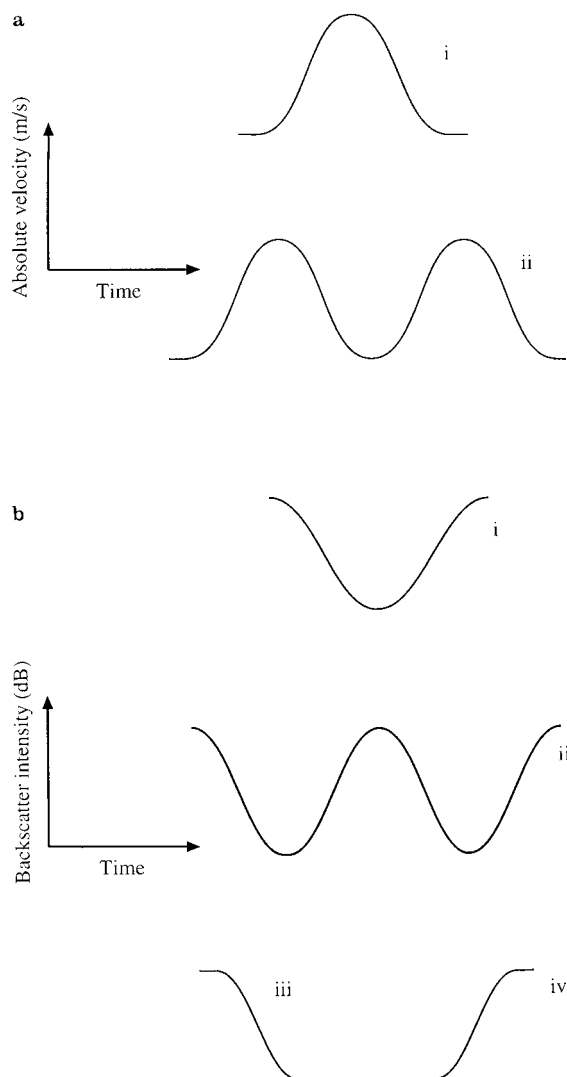 a
i
Absolute velocity (m/s)
ii
Time
b
i
Backscatter intensity (dB)
ii
Time
iii
iv